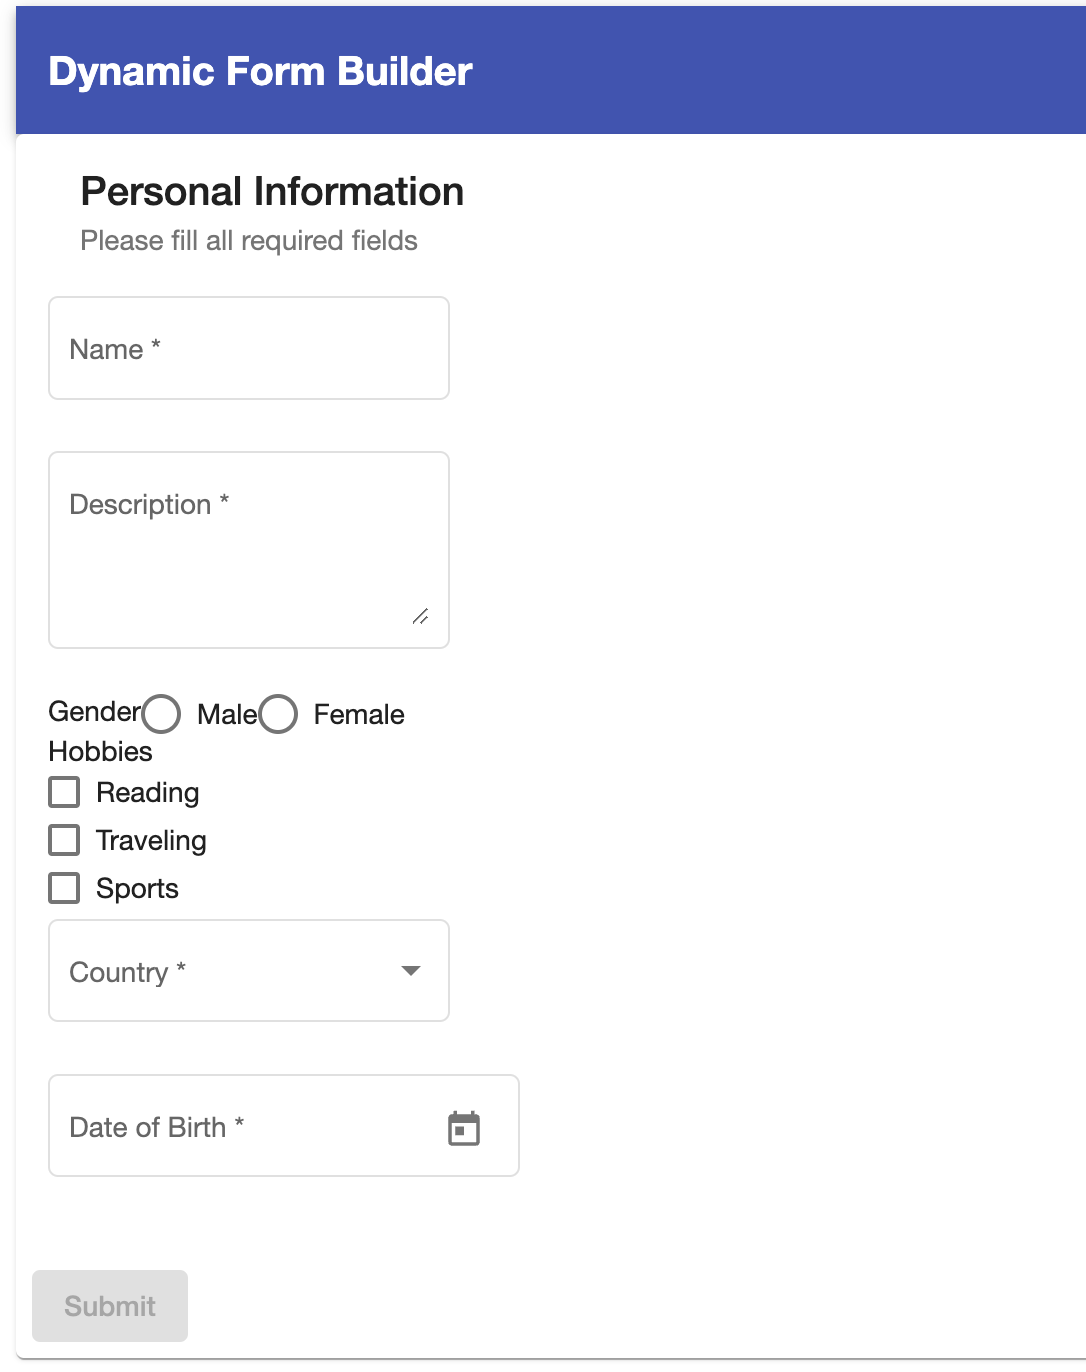 Dynamic Form Builder
Personal Information
Please fill all required fields
Name *
Description *
Gender Male Female
Hobbies
Reading
Traveling
Sports
Country *
Date of Birth *
Submit